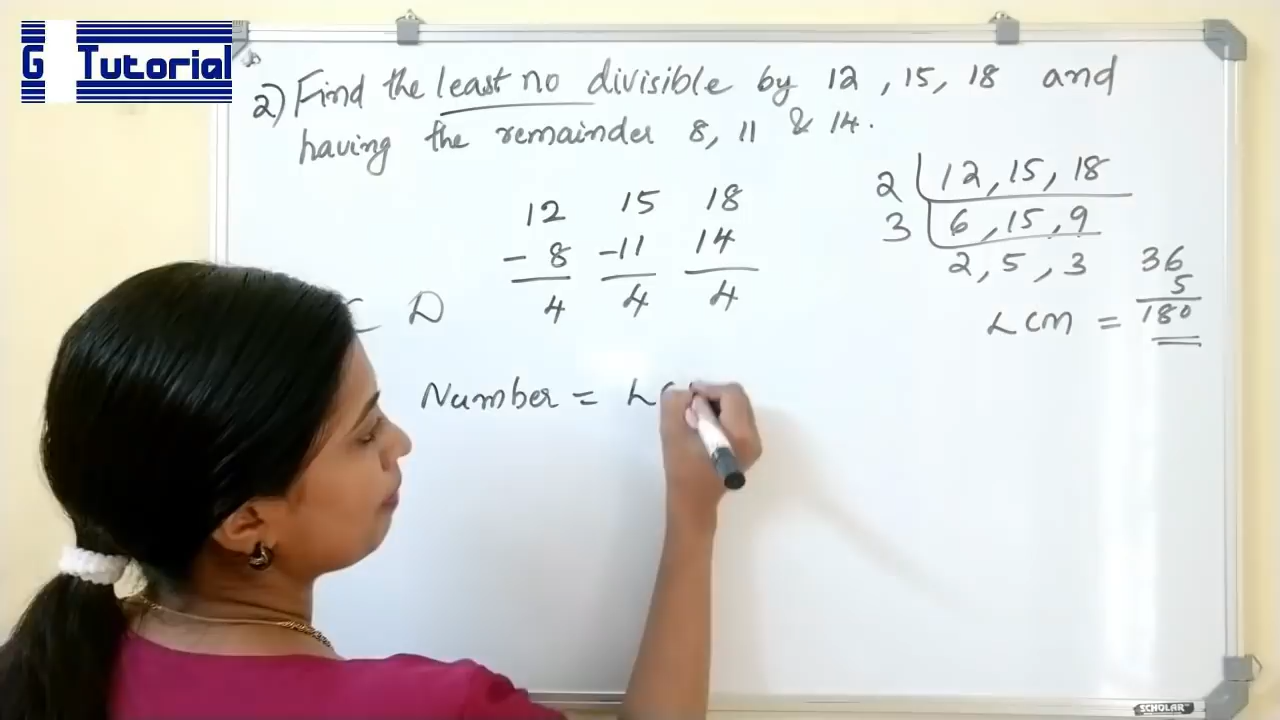 G Tutorial
2) Find the least no divisible by 12, 15, 18 and
having the remainder 8, 11 & 14.
12 15 18
- 8 -11 14
4 4 4
C D
2 12, 15, 18
3 6, 15, 9
2, 5, 3
36
5
LCM = 180
Number = LC
SCHOLAR